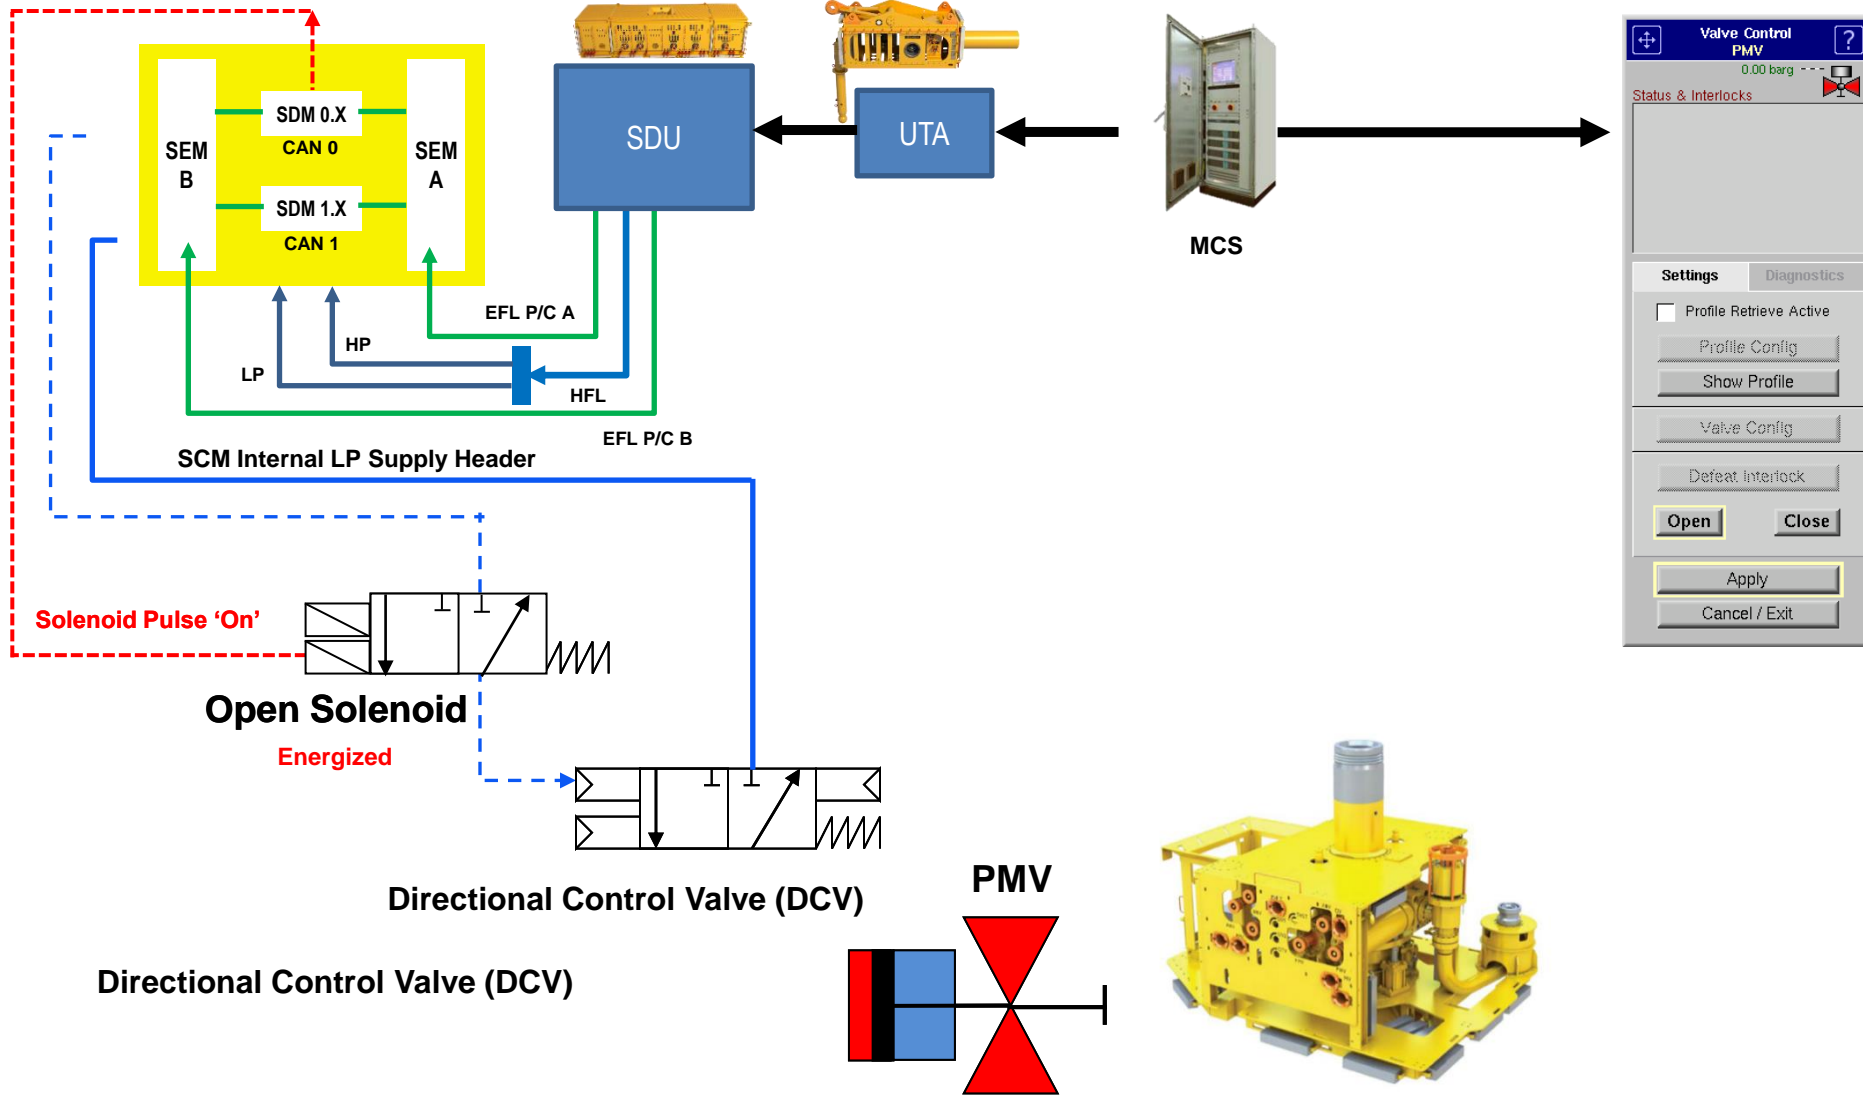 SEM
B
SDM 0.X
CAN 0
SDM 1.X
CAN 1
SEM
A
SDU
UTA
MCS
EFL P/C A
HP
LP
HFL
EFL P/C B
SCM Internal LP Supply Header
Solenoid Pulse ‘On’
Open Solenoid
Energized
Directional Control Valve (DCV)
Directional Control Valve (DCV)
PMV
Valve Control
PMV
?
0.00 barg
Status & Interlocks
Settings
Diagnostics
Profile Retrieve Active
Profile Config
Show Profile
Valve Config
Defeat Interlock
Open
Close
Apply
Cancel / Exit